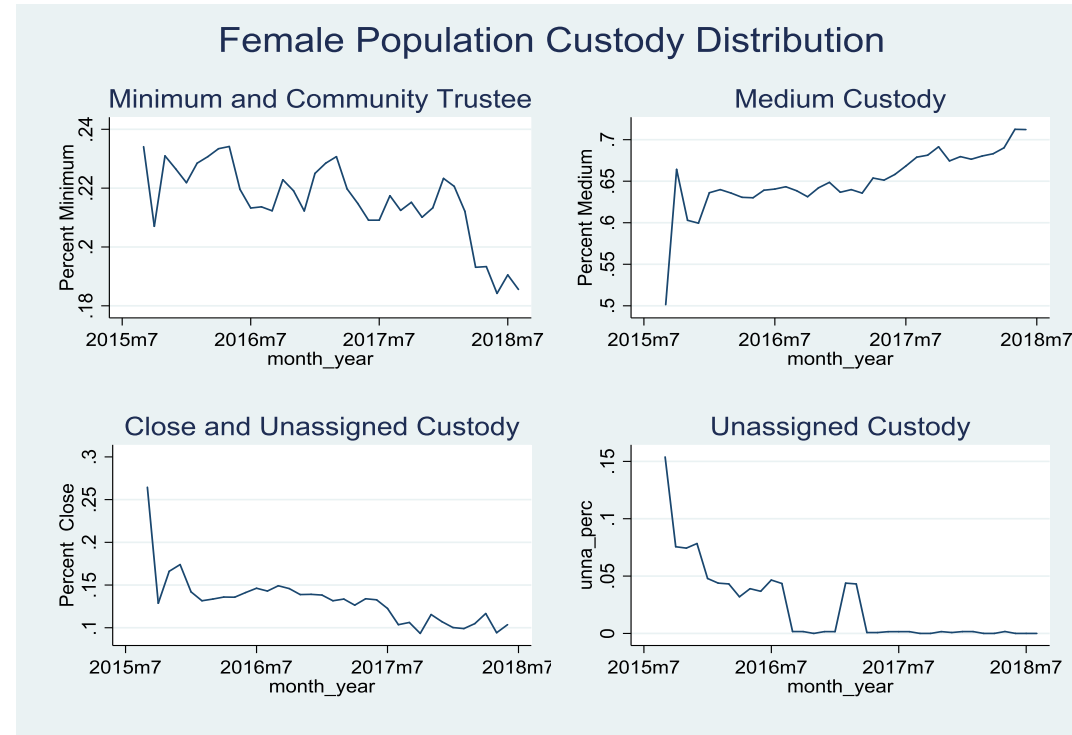 Female Population Custody Distribution
Minimum and Community Trustee
Percent Minimum
.24
.22
.2
.18
2015m7 2016m7 2017m7 2018m7
month_year
Medium Custody
Percent Medium
.7
.65
.6
.55
.5
2015m7 2016m7 2017m7 2018m7
month_year
Close and Unassigned Custody
Percent Close
.3
.25
.2
.15
.1
2015m7 2016m7 2017m7 2018m7
month_year
Unassigned Custody
unna_perc
.15
.1
.05
0
2015m7 2016m7 2017m7 2018m7
month_year